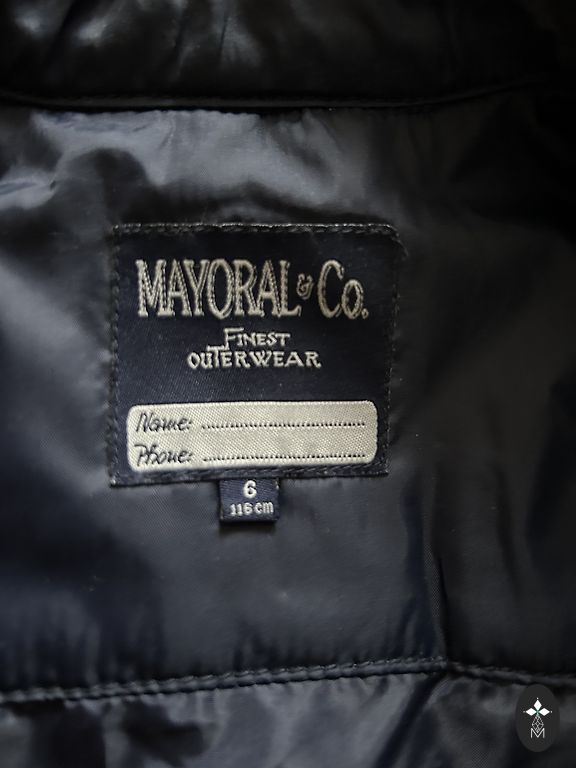 MAYORAL & Co.
FINEST
OUTERWEAR
Name: ..............................
Phone: ..............................
6
116 cm
M